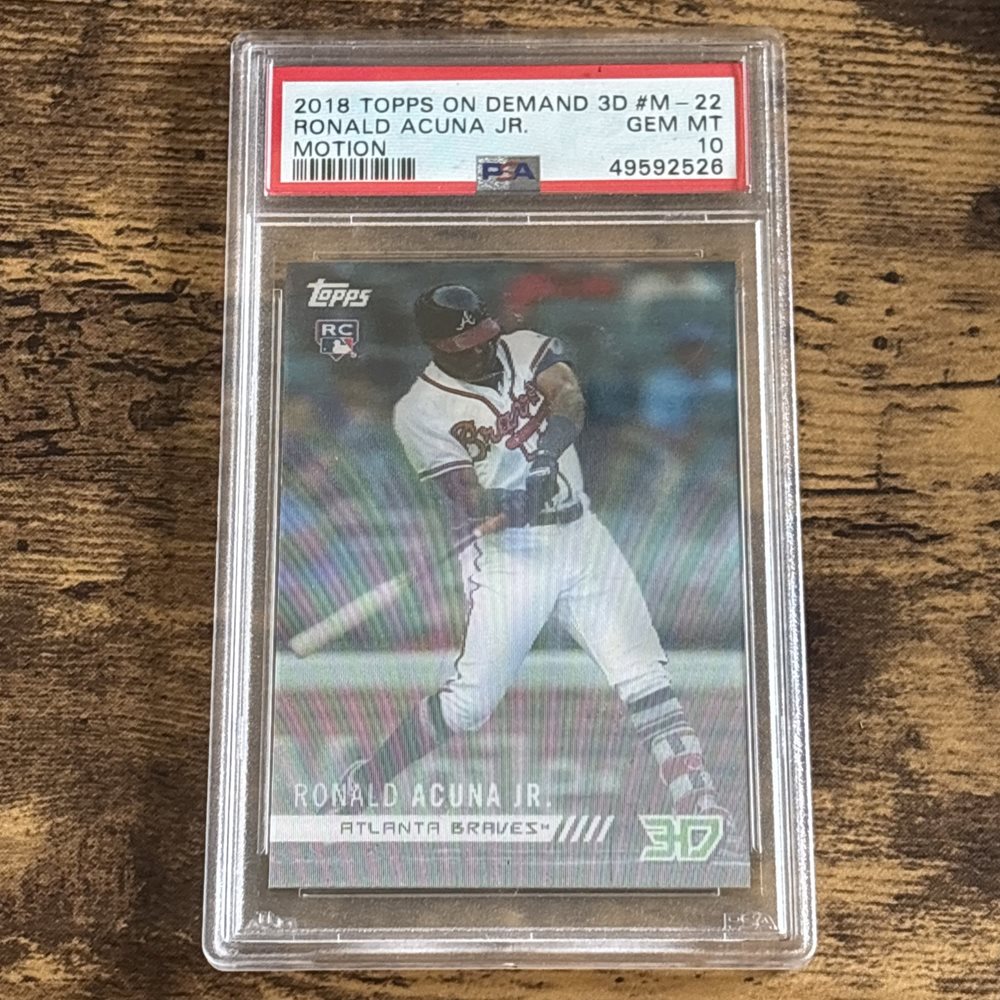 2018 TOPPS ON DEMAND 3D #M-22
RONALD ACUNA JR. GEM MT
MOTION 10
PSA 49592526
Topps
RC
A
Braves
RONALD ACUNA JR.
ATLANTA BRAVES™
3D